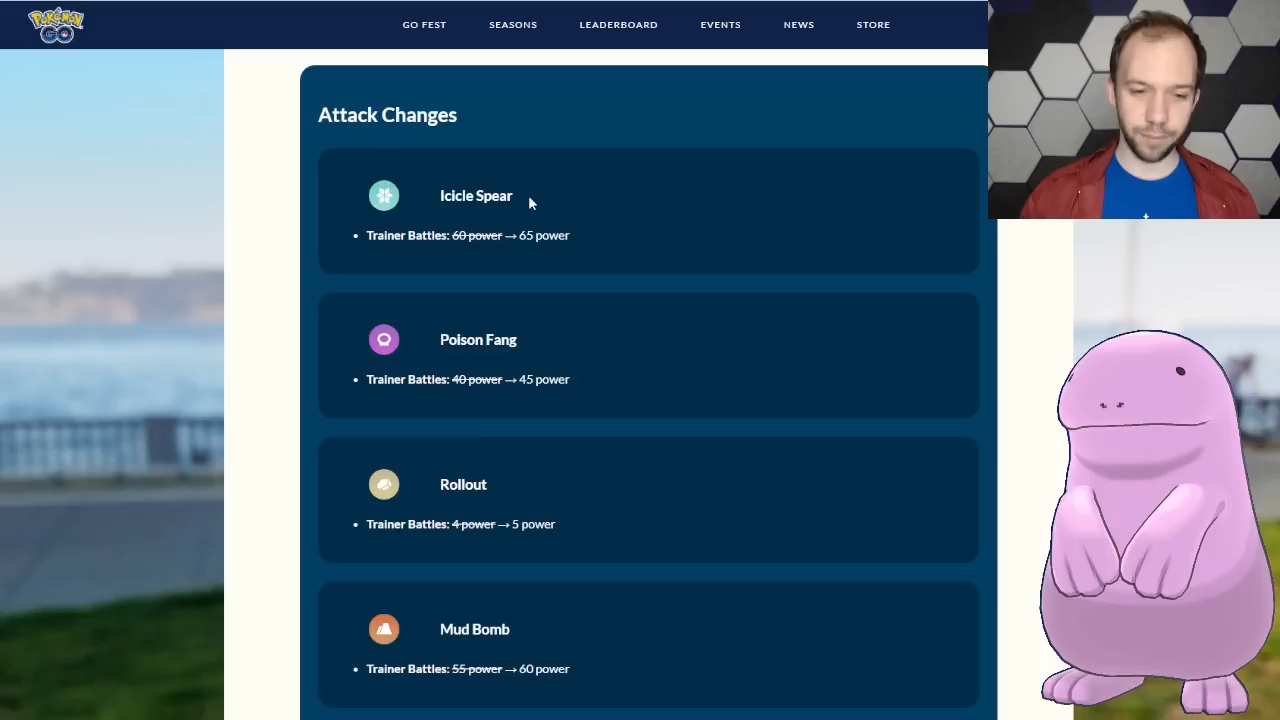 POKÉMON GO
GO FEST
SEASONS
LEADERBOARD
EVENTS
NEWS
STORE
Attack Changes
Icicle Spear
• Trainer Battles: 60 power → 65 power
Poison Fang
• Trainer Battles: 40 power → 45 power
Rollout
• Trainer Battles: 4 power → 5 power
Mud Bomb
• Trainer Battles: 55 power → 60 power